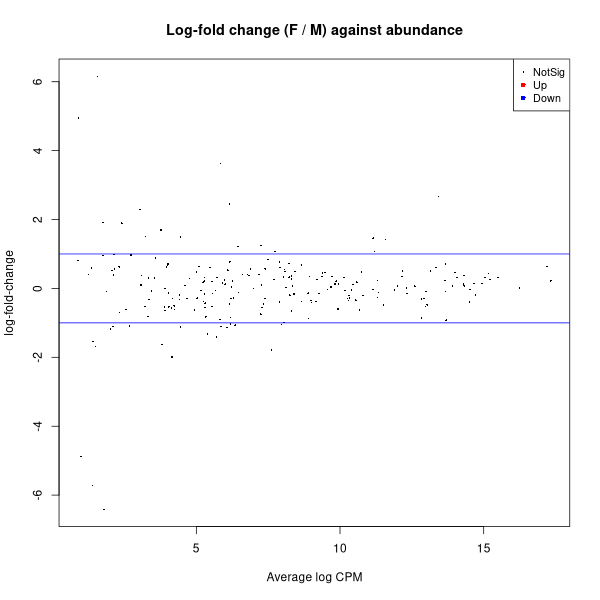 Log-fold change (F / M) against abundance
NotSig
Up
Down
6
4
2
0
-2
-4
-6
log-fold-change
5
10
15
Average log CPM